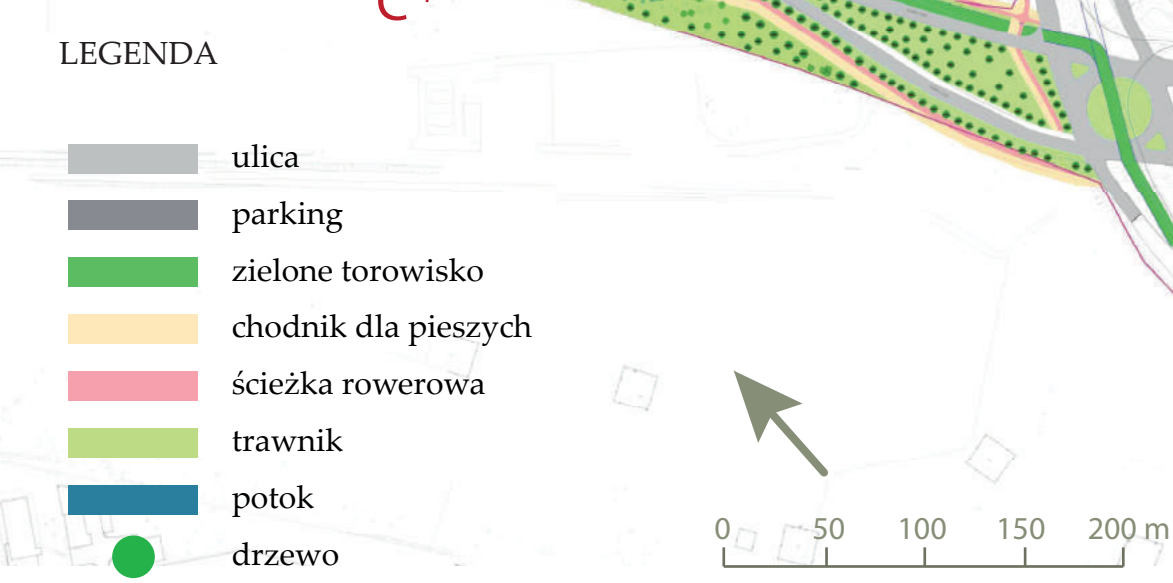 LEGENDA
ulica
parking
zielone torowisko
chodnik dla pieszych
ścieżka rowerowa
trawnik
potok
drzewo
0 50 100 150 200 m